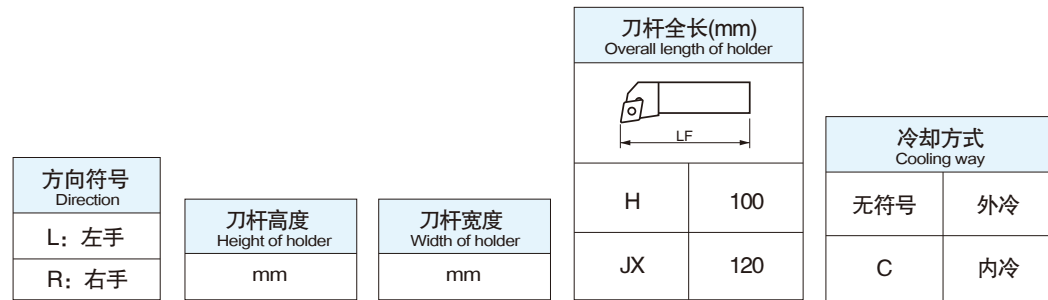 方向符号
Direction
L：左手
R：右手
刀杆高度
Height of holder
mm
刀杆宽度
Width of holder
mm
刀杆全长(mm)
Overall length of holder
LF
H 100
JX 120
冷却方式
Cooling way
无符号 外冷
C 内冷